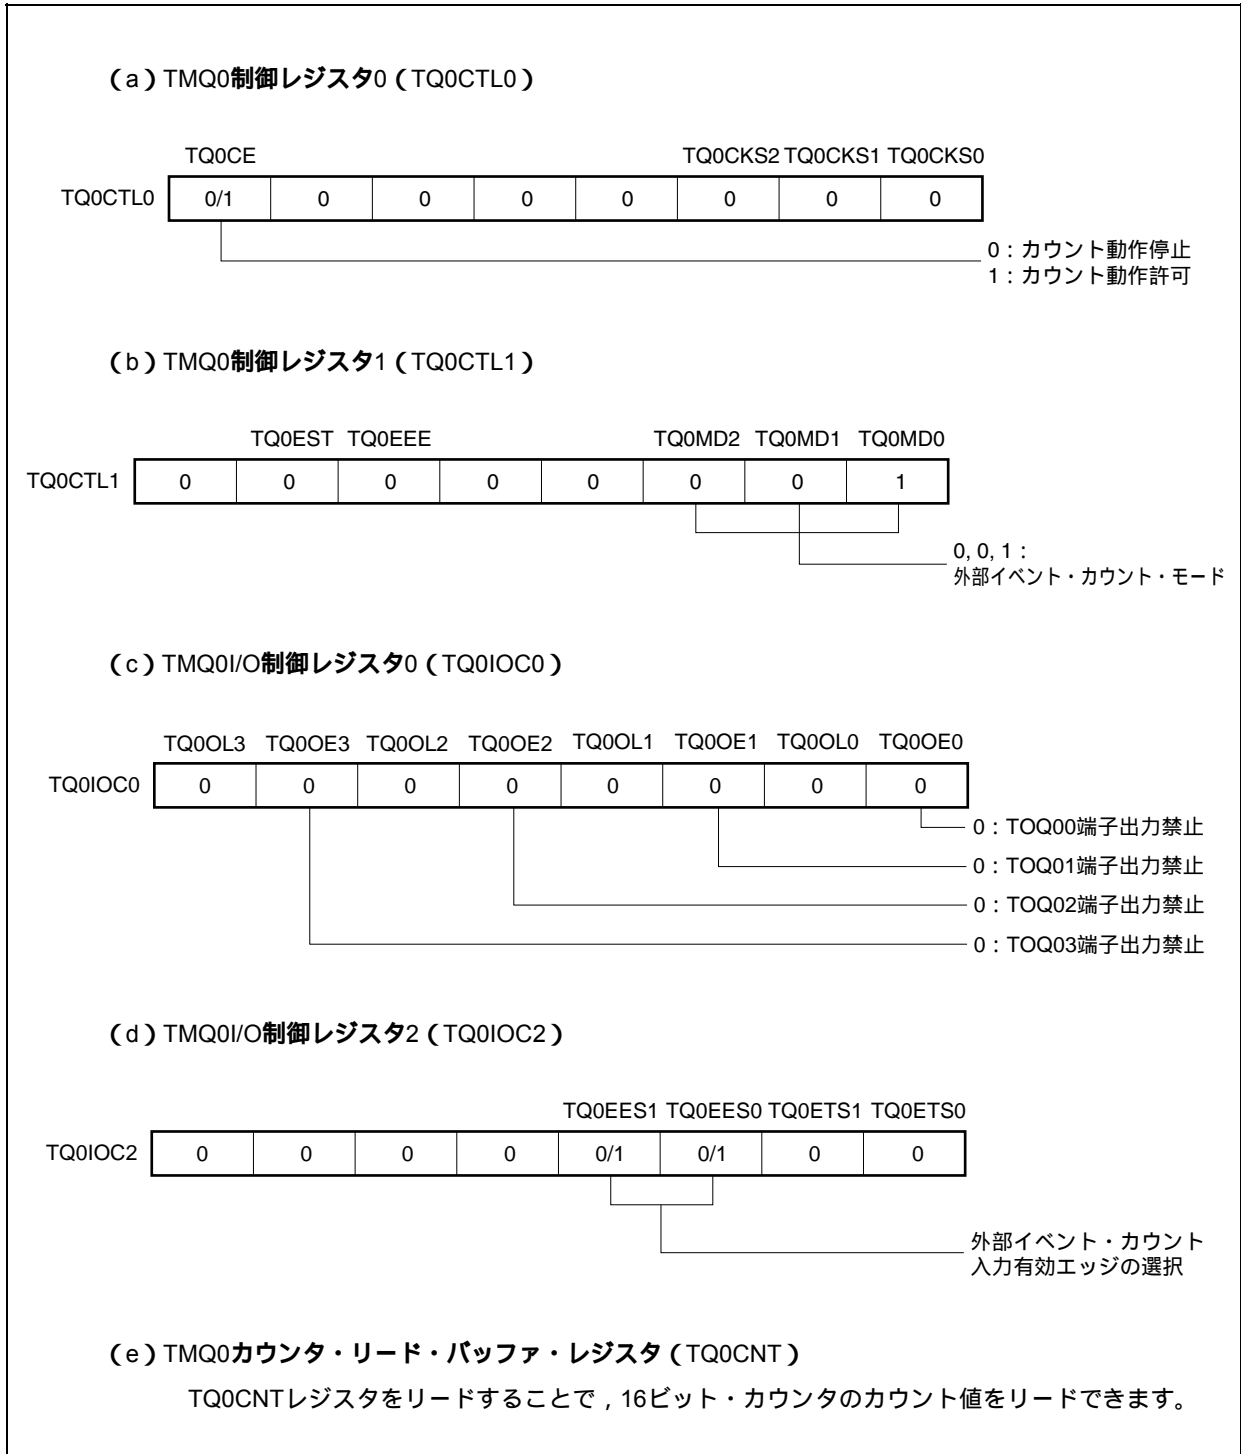 (a)TMQ0制御レジスタ0(TQ0CTL0)
TQ0CE TQ0CKS2 TQ0CKS1 TQ0CKS0
TQ0CTL0 0/1 0 0 0 0 0 0 0
0:カウント動作停止
1:カウント動作許可
(b)TMQ0制御レジスタ1(TQ0CTL1)
TQ0EST TQ0EEE TQ0MD2 TQ0MD1 TQ0MD0
TQ0CTL1 0 0 0 0 0 0 0 1
0, 0, 1:
外部イベント・カウント・モード
(c)TMQ0I/O制御レジスタ0(TQ0IOC0)
TQ0OL3 TQ0OE3 TQ0OL2 TQ0OE2 TQ0OL1 TQ0OE1 TQ0OL0 TQ0OE0
TQ0IOC0 0 0 0 0 0 0 0 0
0:TOQ00端子出力禁止
0:TOQ01端子出力禁止
0:TOQ02端子出力禁止
0:TOQ03端子出力禁止
(d)TMQ0I/O制御レジスタ2(TQ0IOC2)
TQ0EES1 TQ0EES0 TQ0ETS1 TQ0ETS0
TQ0IOC2 0 0 0 0 0/1 0/1 0 0
外部イベント・カウント
入力有効エッジの選択
(e)TMQ0カウンタ・リード・バッファ・レジスタ(TQ0CNT)
TQ0CNTレジスタをリードすることで,16ビット・カウンタのカウント値をリードできます。